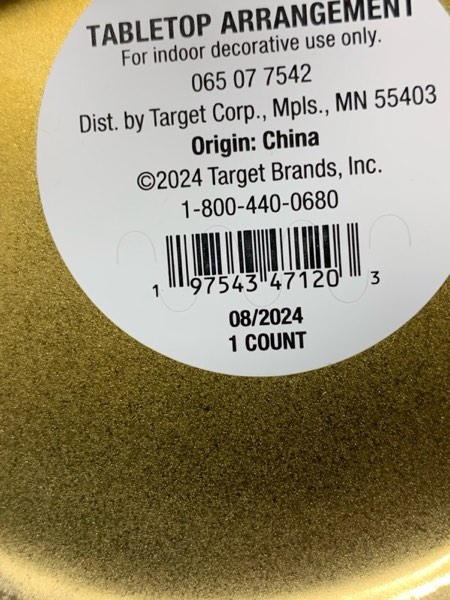 TABLETOP ARRANGEMENT
For indoor decorative use only.
065 07 7542
Dist. by Target Corp., Mpls., MN 55403
Origin: China
©2024 Target Brands, Inc.
1-800-440-0680
1 97543 47120 3
08/2024
1 COUNT